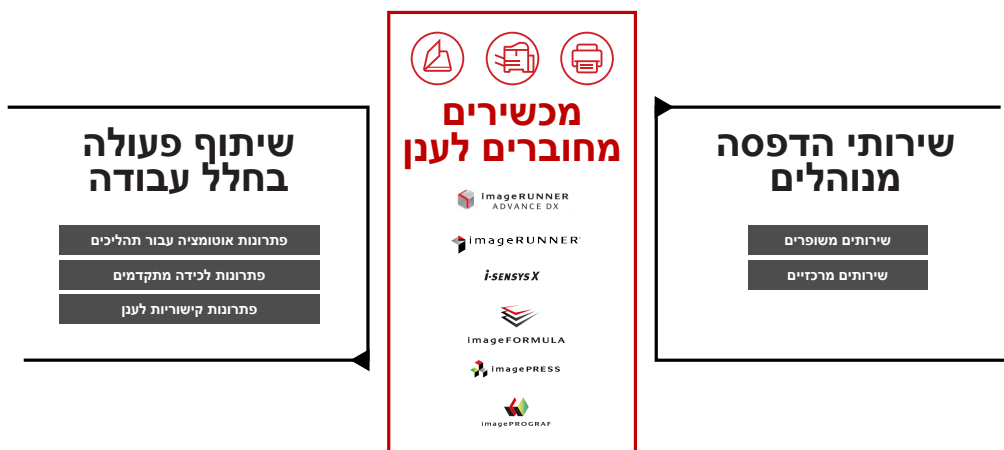 שירותי הדפסה
מנוהלים
שירותים משופרים
שירותים מרכזיים
מכשירים
מחוברים לענן
imageRUNNER
ADVANCE DX
imageRUNNER
i-SENSYS X
imageFORMULA
imagePRESS
imagePROGRAF
שיתוף פעולה
בחלל עבודה
פתרונות אוטומציה עבור תהליכים
פתרונות לכידה מתקדמים
פתרונות קישוריות לענן